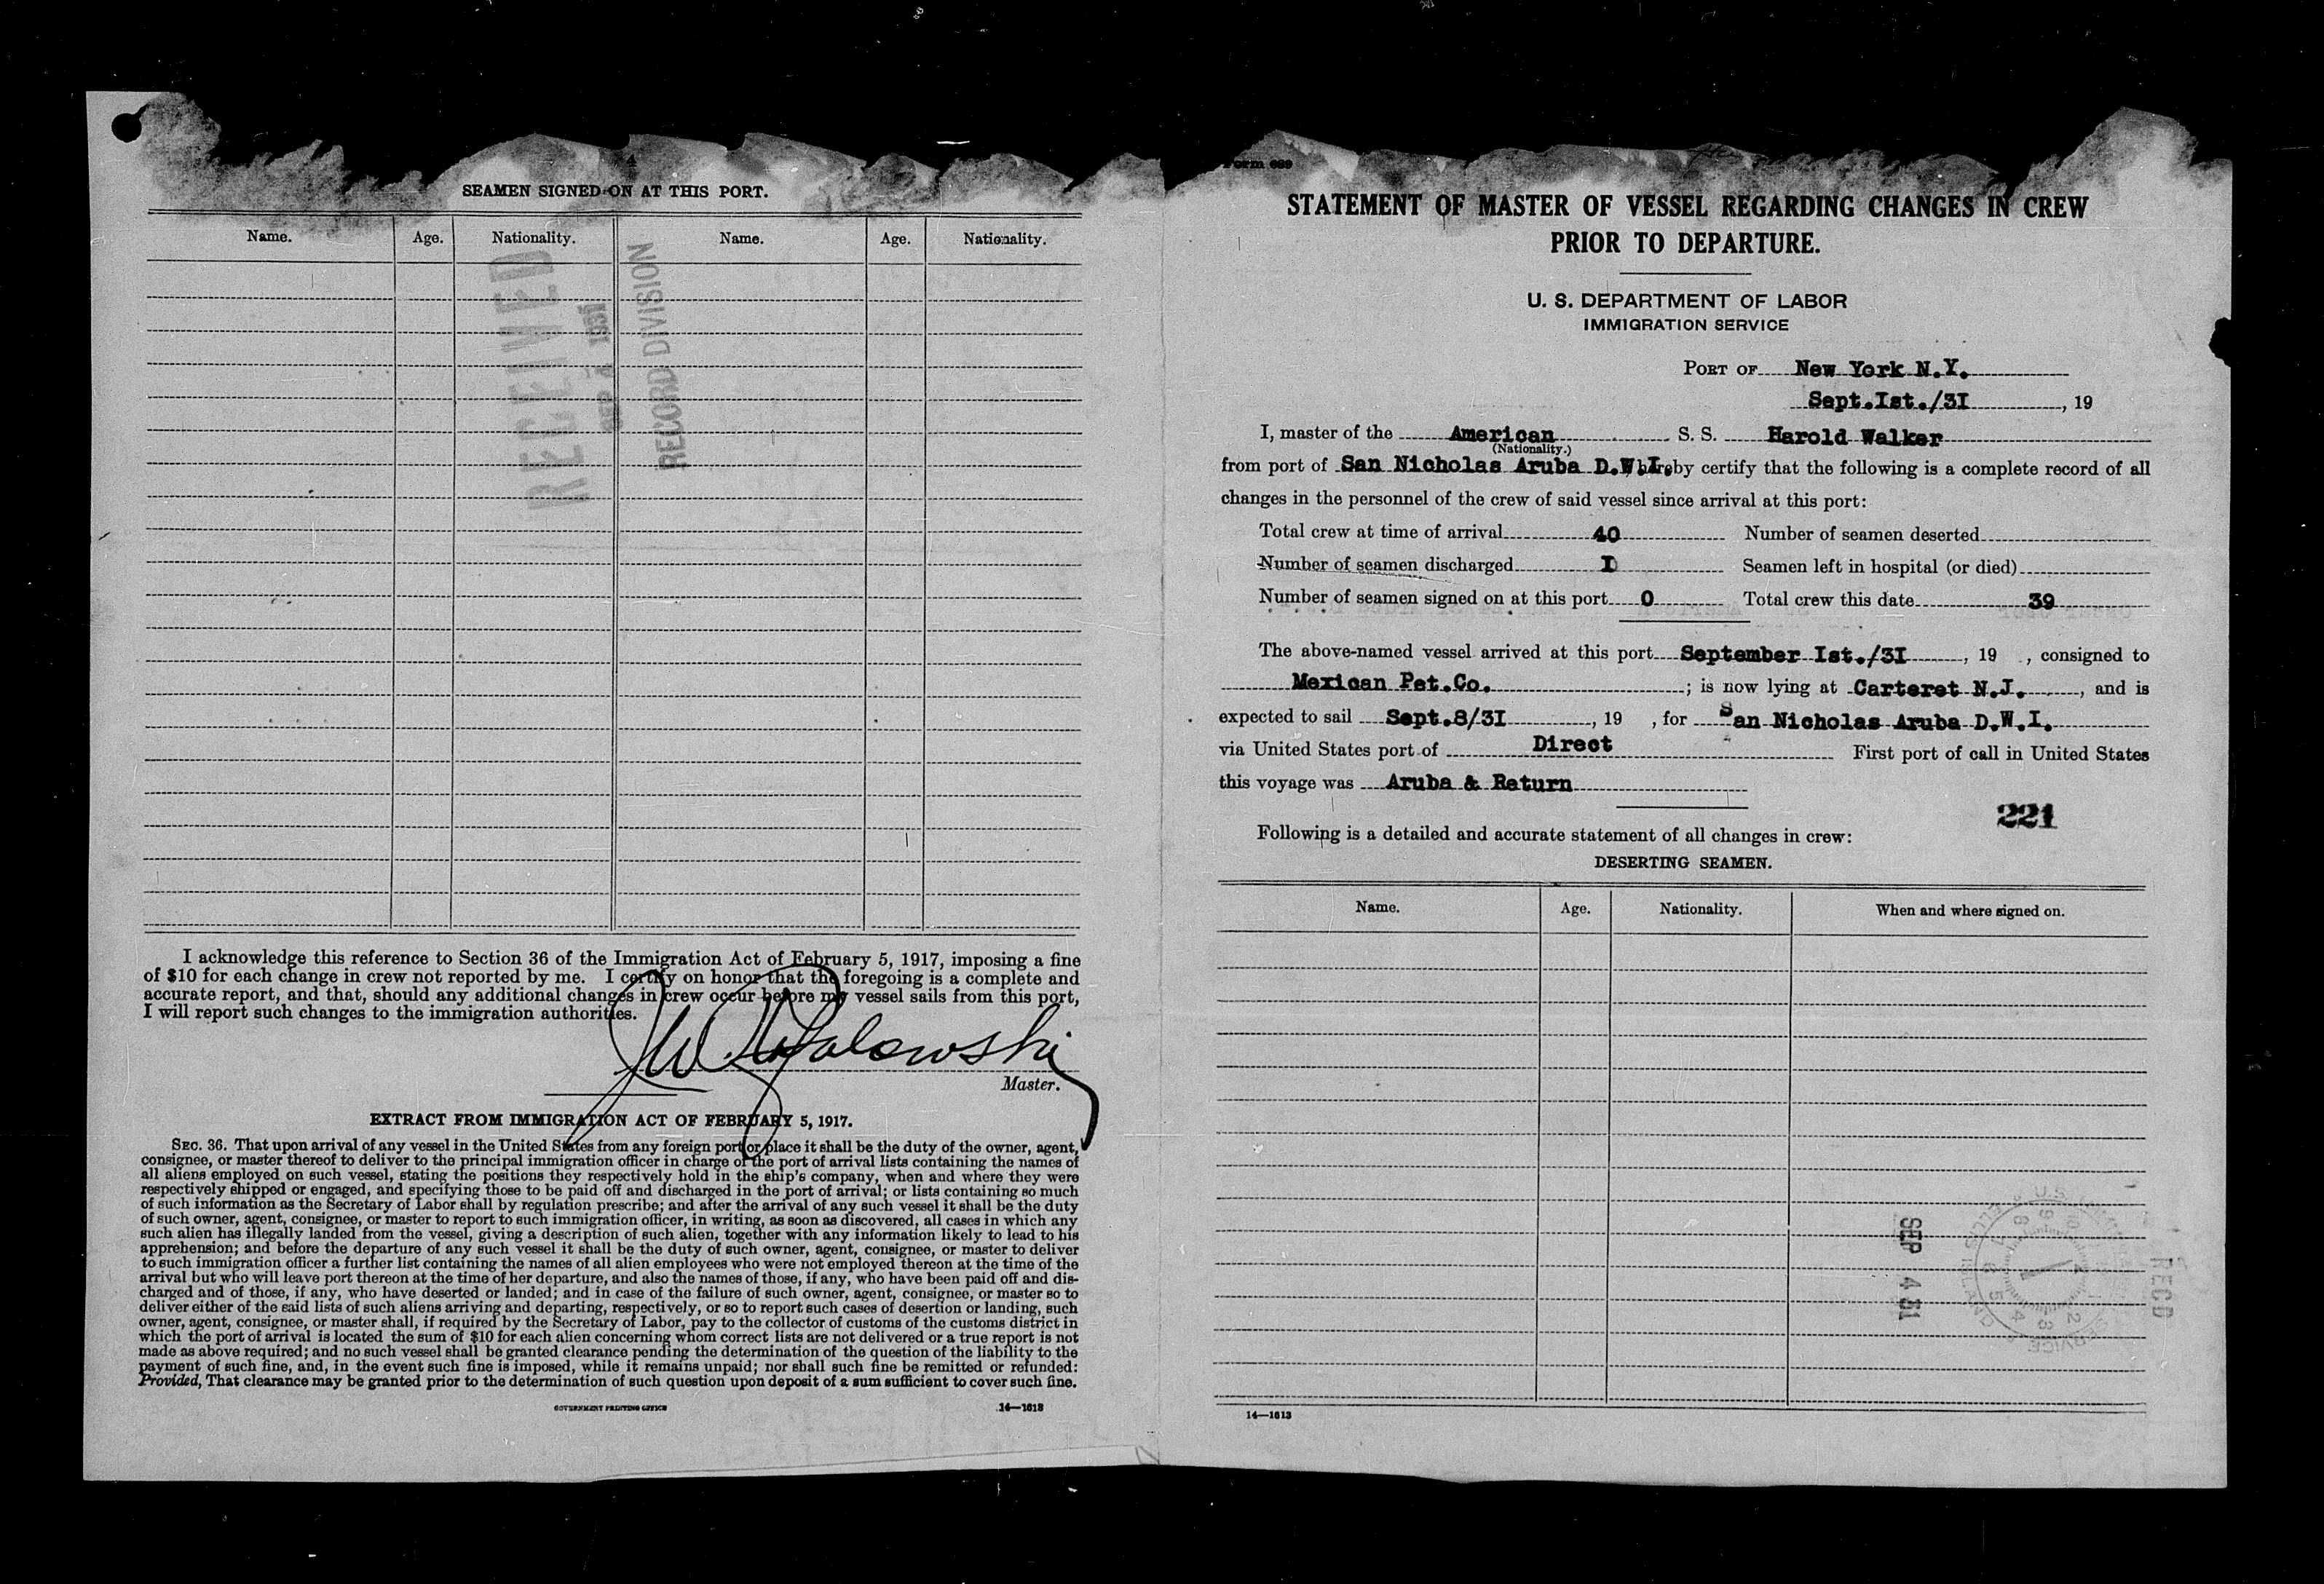 4
SEAMEN SIGNED ON AT THIS PORT.
Name. Age. Nationality. Name. Age. Nationality.
RECEIVED
SEP 4 1931
RECORD DIVISION
I acknowledge this reference to Section 36 of the Immigration Act of February 5, 1917, imposing a fine
of $10 for each change in crew not reported by me. I certify on honor that the foregoing is a complete and
accurate report, and that, should any additional changes in crew occur before my vessel sails from this port,
I will report such changes to the immigration authorities.
Master.
EXTRACT FROM IMMIGRATION ACT OF FEBRUARY 5, 1917.
SEC. 36. That upon arrival of any vessel in the United States from any foreign port or place it shall be the duty of the owner, agent,
consignee, or master thereof to deliver to the principal immigration officer in charge of the port of arrival lists containing the names of
all aliens employed on such vessel, stating the positions they respectively hold in the ship's company, when and where they were
respectively shipped or engaged, and specifying those to be paid off and discharged in the port of arrival; or lists containing so much
of such information as the Secretary of Labor shall by regulation prescribe; and after the arrival of any such vessel it shall be the duty
of such owner, agent, consignee, or master to report to such immigration officer, in writing, as soon as discovered, all cases in which any
such alien has illegally landed from the vessel, giving a description of such alien, together with any information likely to lead to his
apprehension; and before the departure of any such vessel it shall be the duty of such owner, agent, consignee, or master to deliver
to such immigration officer a further list containing the names of all alien employees who were not employed thereon at the time of the
arrival but who will leave port thereon at the time of her departure, and also the names of those, if any, who have been paid off and dis-
charged and of those, if any, who have deserted or landed; and in case of the failure of such owner, agent, consignee, or master so to
deliver either of the said lists of such aliens arriving and departing, respectively, or so to report such cases of desertion or landing, such
owner, agent, consignee, or master shall, if required by the Secretary of Labor, pay to the collector of customs of the customs district in
which the port of arrival is located the sum of $10 for each alien concerning whom correct lists are not delivered or a true report is not
made as above required; and no such vessel shall be granted clearance pending the determination of the question of the liability to the
payment of such fine, and, in the event such fine is imposed, while it remains unpaid; nor shall such fine be remitted or refunded:
Provided, That clearance may be granted prior to the determination of such question upon deposit of a sum sufficient to cover such fine.
GOVERNMENT PRINTING OFFICE 14—1613
Form 689
STATEMENT OF MASTER OF VESSEL REGARDING CHANGES IN CREW
PRIOR TO DEPARTURE.
U. S. DEPARTMENT OF LABOR
IMMIGRATION SERVICE
PORT OF New York N.Y.
Sept.Ist./3I, 19
I, master of the American S. S. Harold Walker
(Nationality.)
from port of San Nicholas Aruba D.W.I. hereby certify that the following is a complete record of all
changes in the personnel of the crew of said vessel since arrival at this port:
Total crew at time of arrival 40 Number of seamen deserted
Number of seamen discharged I Seamen left in hospital (or died)
Number of seamen signed on at this port 0 Total crew this date 39
The above-named vessel arrived at this port September Ist./3I, 19 , consigned to
Mexican Pet.Co. ; is now lying at Carteret N.J. , and is
expected to sail Sept.8/3I, 19 , for San Nicholas Aruba D.W.I.
via United States port of Direct First port of call in United States
this voyage was Aruba & Return
221
Following is a detailed and accurate statement of all changes in crew:
DESERTING SEAMEN.
Name. Age. Nationality. When and where signed on.
SEP 4 31
REC'D
14—1613